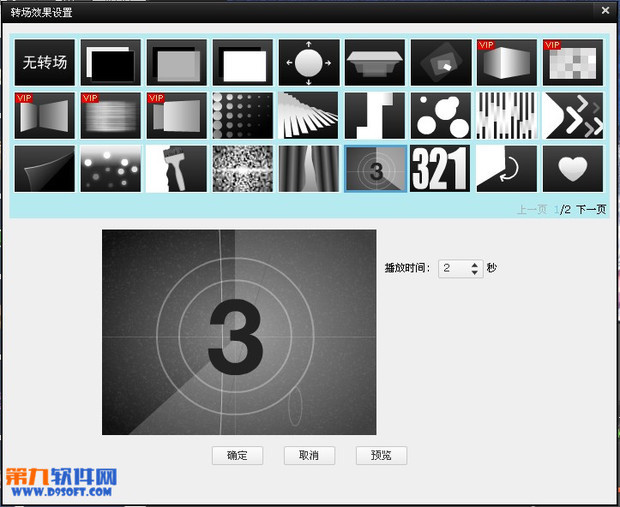 转场效果设置
无转场
VIP
VIP
VIP
VIP
VIP
3
321
上一页 1/2 下一页
3
播放时间: 2 秒
确定 取消 预览
第九软件网
WWW.D9SOFT.COM